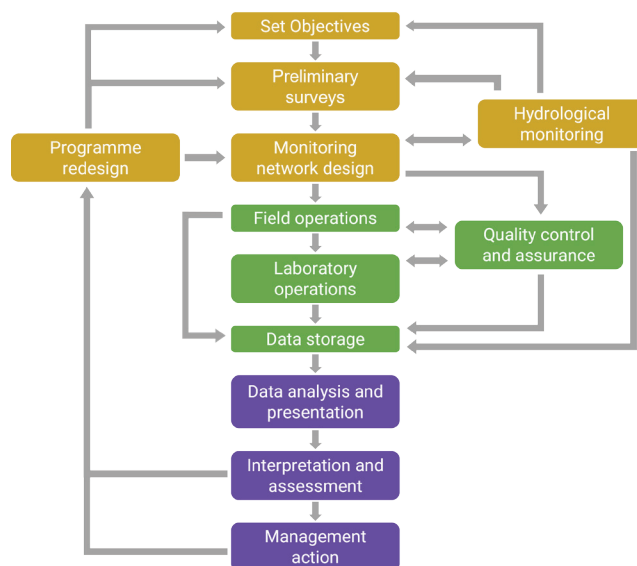 Set Objectives
Preliminary
surveys
Hydrological
monitoring
Programme
redesign
Monitoring
network design
Field operations
Quality control
and assurance
Laboratory
operations
Data storage
Data analysis and
presentation
Interpretation and
assessment
Management
action